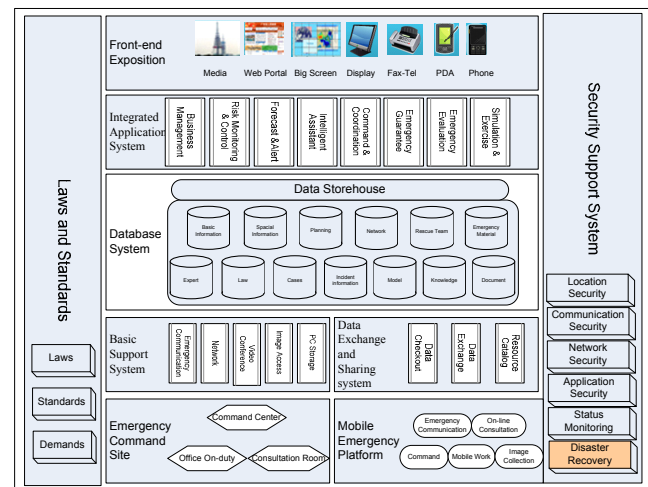 Laws and Standards
Laws
Standards
Demands
Front-end
Exposition
Media
Web Portal
Big Screen
Display
Fax-Tel
PDA
Phone
Integrated
Application
System
Business
Management
Risk Monitoring
& Control
Forecast &Alert
Intelligent
Assistant
Command &
Coordination
Emergency
Guarantee
Emergency
Evaluation
Simulation &
Exercise
Database
System
Data Storehouse
Basic
Information
Spacial
Information
Planning
Network
Rescue Team
Emergency
Material
Expert
Law
Cases
Incident
Information
Model
Knowledge
Document
Basic
Support
System
Emergency
Communication
Network
Video
Conference
Image Access
PC Storage
Data
Exchange
and
Sharing
system
Data
Checkout
Data
Exchange
Resource
Catalog
Emergency
Command
Site
Command Center
Office On-duty
Consultation Room
Mobile
Emergency
Platform
Emergency
Communication
On-line
Consultation
Command
Mobile Work
Image
Collection
Security Support System
Location
Security
Communication
Security
Network
Security
Application
Security
Status
Monitoring
Disaster
Recovery